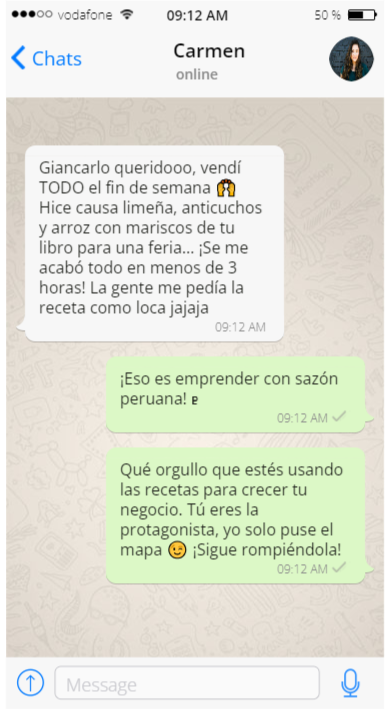 vodafone 09:12 AM 50 %
Chats
Carmen
online
Giancarlo queridooo, vendí
TODO el fin de semana 🙌
Hice causa limeña, anticuchos
y arroz con mariscos de tu
libro para una feria... ¡Se me
acabó todo en menos de 3
horas! La gente me pedía la
receta como loca jajaja
09:12 AM
¡Eso es emprender con sazón
peruana!
09:12 AM
Qué orgullo que estés usando
las recetas para crecer tu
negocio. Tú eres la
protagonista, yo solo puse el
mapa 😉 ¡Sigue rompiéndola!
09:12 AM
Message